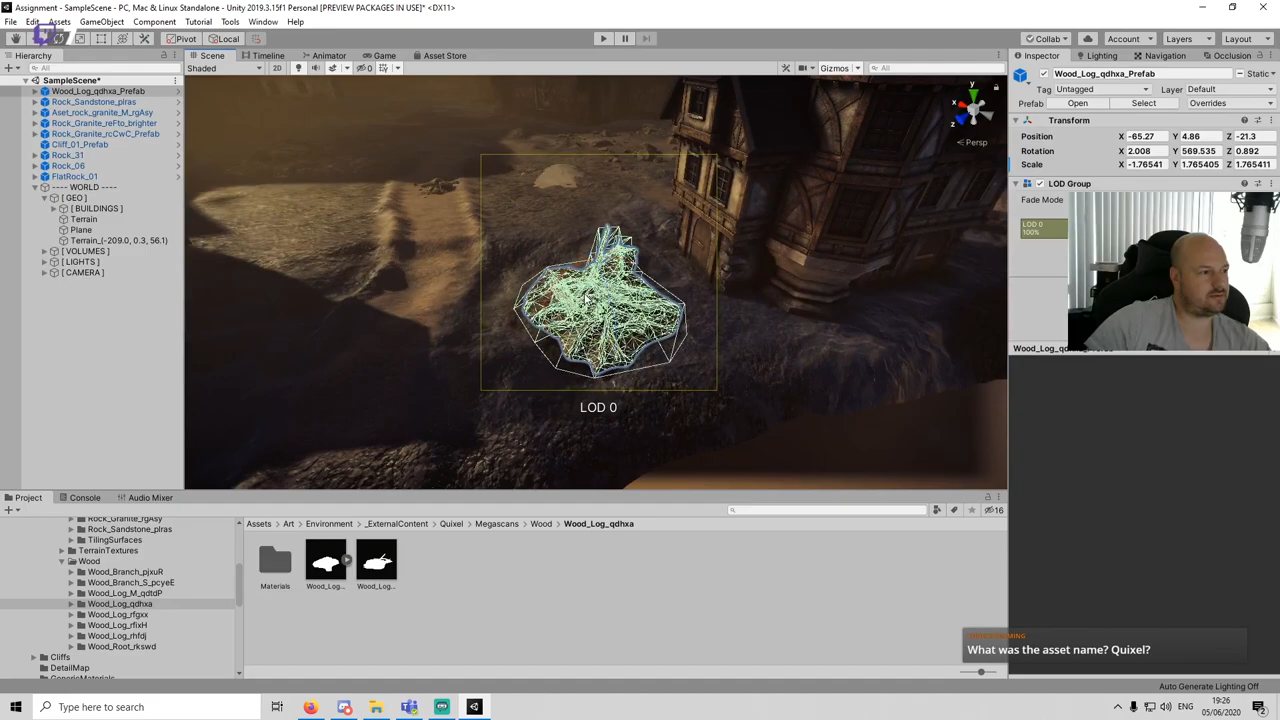 Assignment - SampleScene - PC, Mac & Linux Standalone - Unity 2019.3.15f1 Personal [PREVIEW PACKAGES IN USE]* <DX11>
File Edit Assets GameObject Component Tutorial Tools Window Help
Pivot Local
Collab Account Layers Layout
Hierarchy
Scene Timeline Animator Game Asset Store
Inspector Lighting Navigation Occlusion
All
Shaded 2D 0 Gizmos All
SampleScene*
Wood_Log_qdhxa_Prefab
Rock_Sandstone_plras
Aset_rock_granite_M_rgAsy
Rock_Granite_reFto_brighter
Rock_Granite_rcCwC_Prefab
Cliff_01_Prefab
Rock_31
Rock_06
FlatRock_01
---- WORLD ----
[ GEO ]
[ BUILDINGS ]
Terrain
Plane
Terrain_(-209.0, 0.3, 56.1)
[ VOLUMES ]
[ LIGHTS ]
[ CAMERA ]
y
x
z
Persp
LOD 0
Wood_Log_qdhxa_Prefab Static
Tag Untagged Layer Default
Prefab Open Select Overrides
Transform
Position X -65.27 Y 4.86 Z -21.3
Rotation X 2.008 Y 569.535 Z 0.892
Scale X -1.76541 Y 1.765405 Z 1.765411
LOD Group
Fade Mode
LOD 0
100%
Project Console Audio Mixer
16
Rock_Granite_rgAsy
Rock_Sandstone_plras
TilingSurfaces
TerrainTextures
Wood
Wood_Branch_pjxuR
Wood_Branch_S_pcyeE
Wood_Log_M_qdtdP
Wood_Log_qdhxa
Wood_Log_rfgxx
Wood_Log_rfixH
Wood_Log_rhfdj
Wood_Root_rkswd
Cliffs
DetailMap
GenericMaterials
Assets > Art > Environment > _ExternalContent > Quixel > Megascans > Wood > Wood_Log_qdhxa
Materials Wood_Log... Wood_Log...
What was the asset name? Quixel?
Auto Generate Lighting Off
Type here to search
ENG
19:26
05/06/2020
2